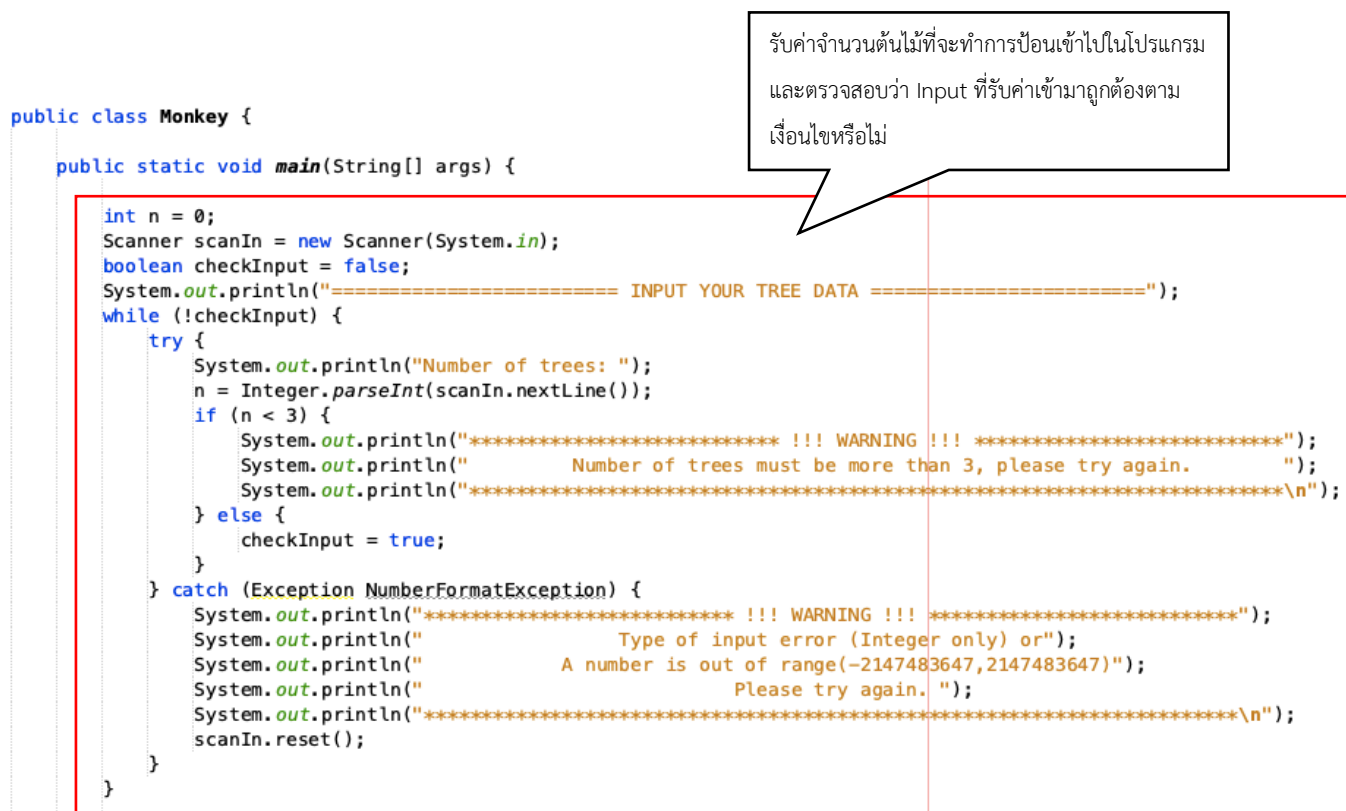 รับค่าจำนวนต้นไม้ที่จะทำการป้อนเข้าไปในโปรแกรม
และตรวจสอบว่า Input ที่รับค่าเข้ามาถูกต้องตาม
เงื่อนไขหรือไม่
public class Monkey {
public static void main(String[] args) {
int n = 0;
Scanner scanIn = new Scanner(System.in);
boolean checkInput = false;
System.out.println("========================= INPUT YOUR TREE DATA ========================");
while (!checkInput) {
try {
System.out.println("Number of trees: ");
n = Integer.parseInt(scanIn.nextLine());
if (n < 3) {
System.out.println("*************************** !!! WARNING !!! ***************************");
System.out.println("         Number of trees must be more than 3, please try again.        ");
System.out.println("***********************************************************************\n");
} else {
checkInput = true;
}
} catch (Exception NumberFormatException) {
System.out.println("*************************** !!! WARNING !!! ***************************");
System.out.println("                 Type of input error (Integer only) or");
System.out.println("            A number is out of range(-2147483647,2147483647)");
System.out.println("                           Please try again. ");
System.out.println("***********************************************************************\n");
scanIn.reset();
}
}